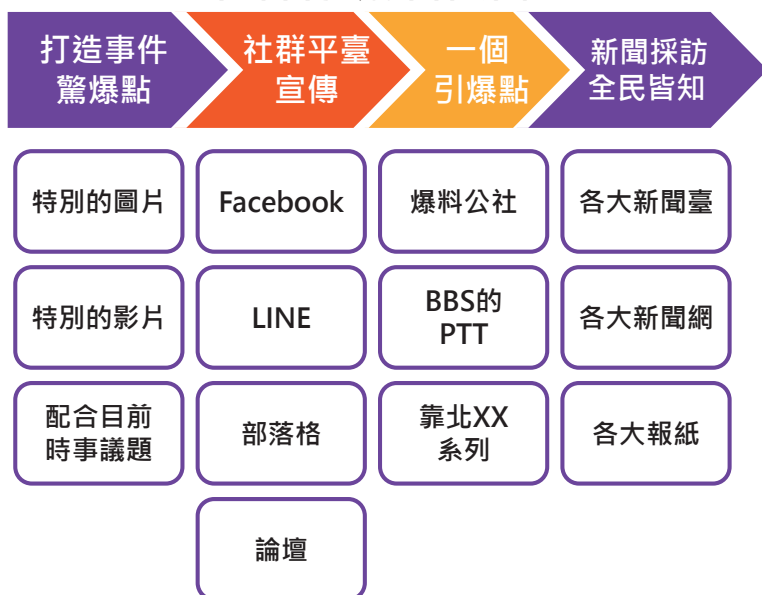 打造事件
驚爆點
社群平臺
宣傳
一個
引爆點
新聞採訪
全民皆知
特別的圖片
Facebook
爆料公社
各大新聞臺
特別的影片
LINE
BBS的
PTT
各大新聞網
配合目前
時事議題
部落格
靠北XX
系列
各大報紙
論壇